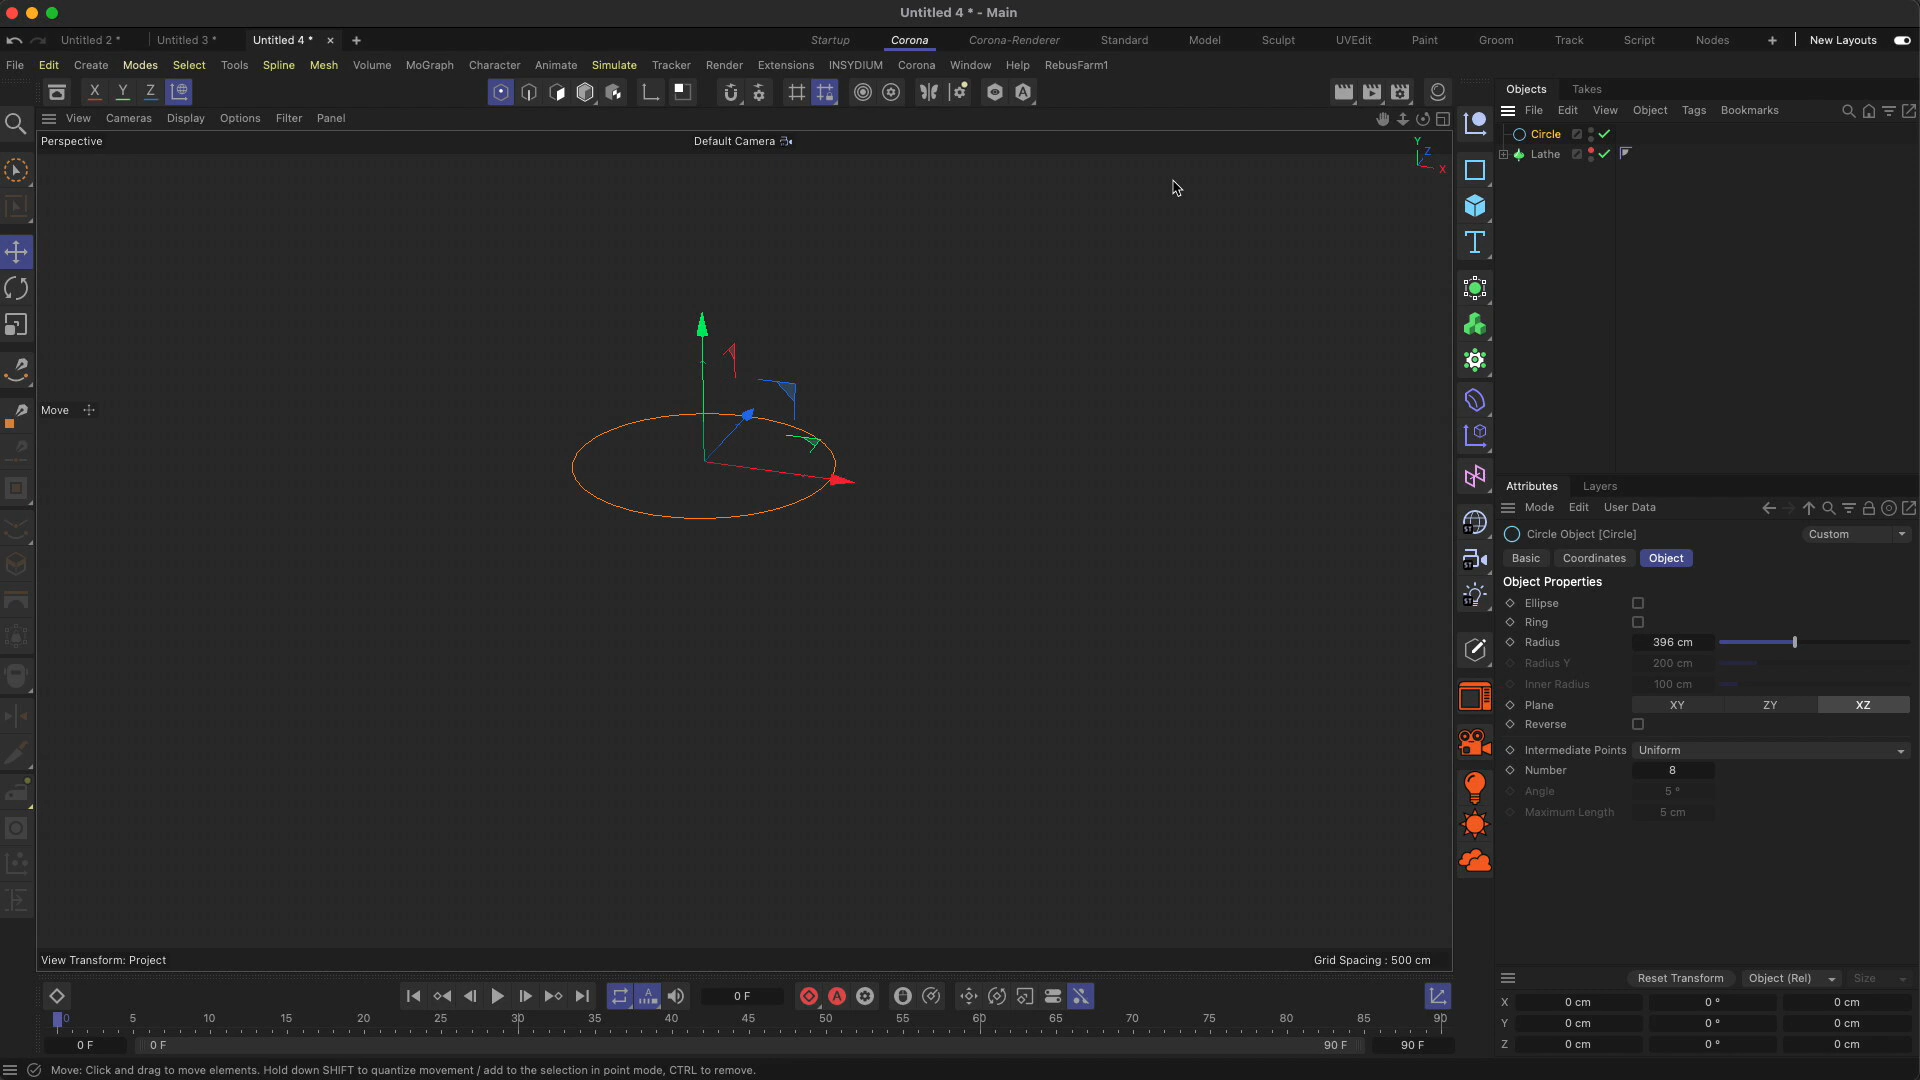 Untitled 4 * - Main
Untitled 2 *
Untitled 3 *
Untitled 4 *
Startup
Corona
Corona-Renderer
Standard
Model
Sculpt
UVEdit
Paint
Groom
Track
Script
Nodes
New Layouts
File Edit Create Modes Select Tools Spline Mesh Volume MoGraph Character Animate Simulate Tracker Render Extensions INSYDIUM Corona Window Help RebusFarm1
X Y Z
Objects Takes
File Edit View Object Tags Bookmarks
View Cameras Display Options Filter Panel
Perspective
Default Camera
Y
Z
X
Circle
Lathe
Move
Attributes Layers
Mode Edit User Data
Circle Object [Circle]
Custom
Basic Coordinates Object
Object Properties
Ellipse
Ring
Radius 396 cm
Radius Y 200 cm
Inner Radius 100 cm
Plane XY ZY XZ
Reverse
Intermediate Points Uniform
Number 8
Angle 5 °
Maximum Length 5 cm
View Transform: Project
Grid Spacing : 500 cm
Reset Transform Object (Rel) Size
0 F
X 0 cm 0 ° 0 cm
Y 0 cm 0 ° 0 cm
Z 0 cm 0 ° 0 cm
0 5 10 15 20 25 30 35 40 45 50 55 60 65 70 75 80 85 90
0 F 0 F 90 F 90 F
Move: Click and drag to move elements. Hold down SHIFT to quantize movement / add to the selection in point mode, CTRL to remove.